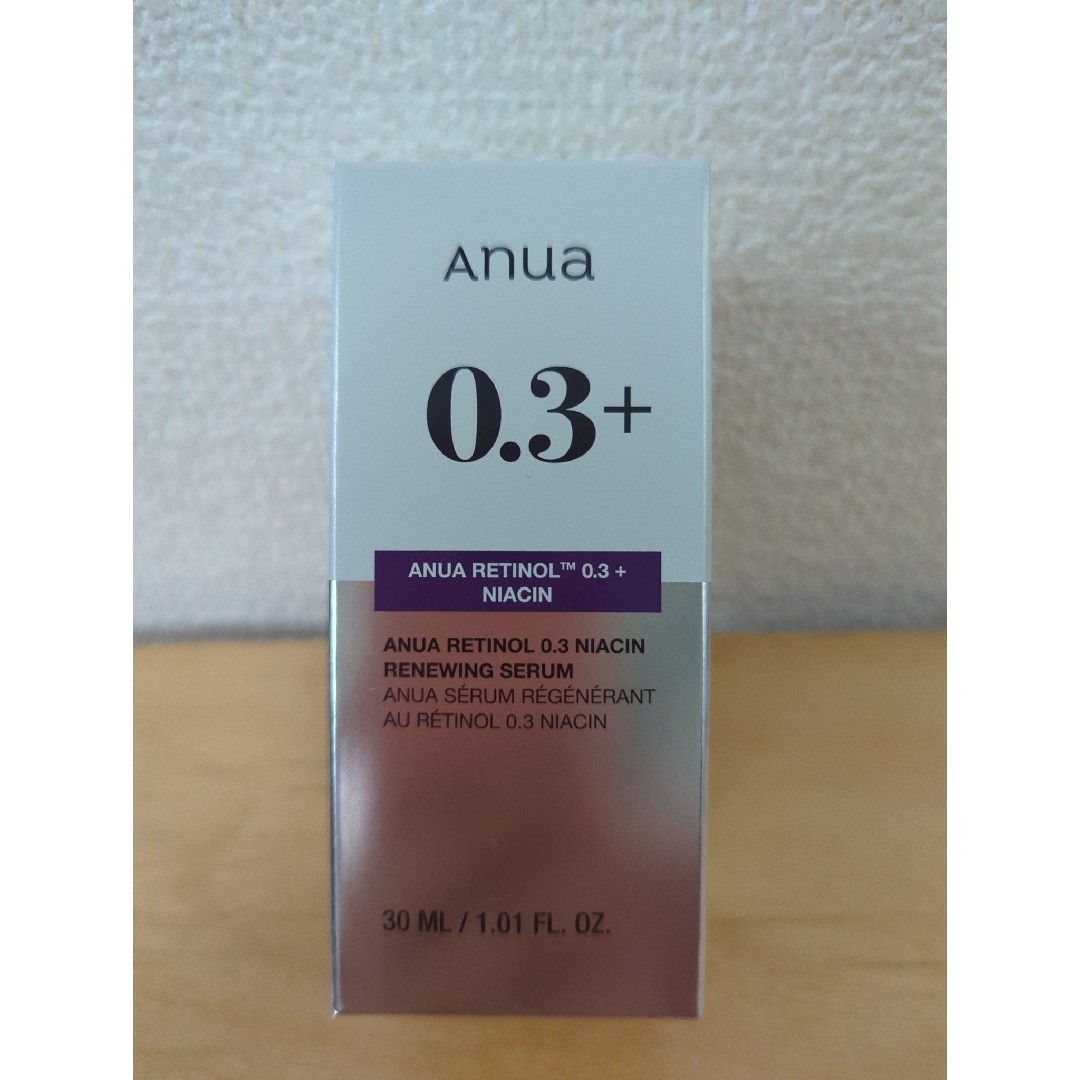 Anua
0.3+
ANUA RETINOL™ 0.3 +
NIACIN
ANUA RETINOL 0.3 NIACIN
RENEWING SERUM
ANUA SÉRUM RÉGÉNÉRANT
AU RÉTINOL 0.3 NIACIN
30 ML / 1.01 FL. OZ.